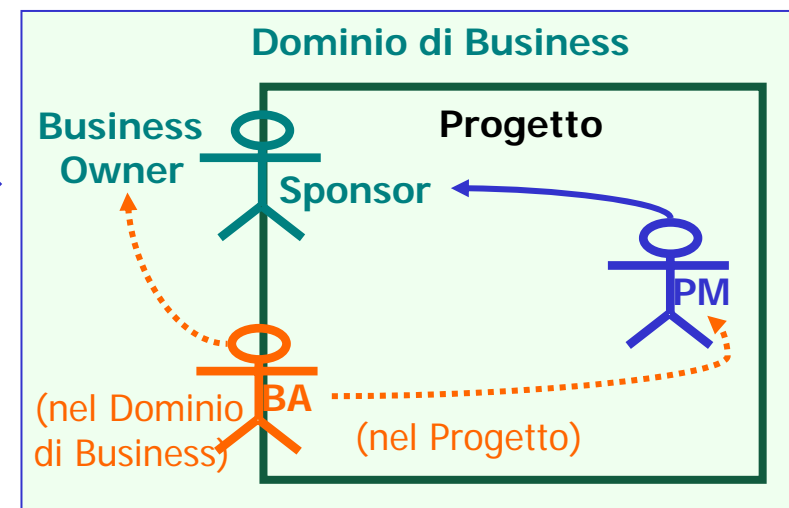 Dominio di Business
Progetto
Business
Owner
Sponsor
PM
BA
(nel Dominio
di Business)
(nel Progetto)